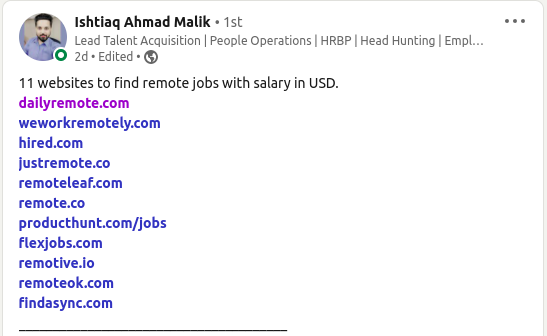 Ishtiaq Ahmad Malik • 1st
Lead Talent Acquisition | People Operations | HRBP | Head Hunting | Empl...
2d • Edited •
11 websites to find remote jobs with salary in USD.
dailyremote.com
weworkremotely.com
hired.com
justremote.co
remoteleaf.com
remote.co
producthunt.com/jobs
flexjobs.com
remotive.io
remoteok.com
findasync.com